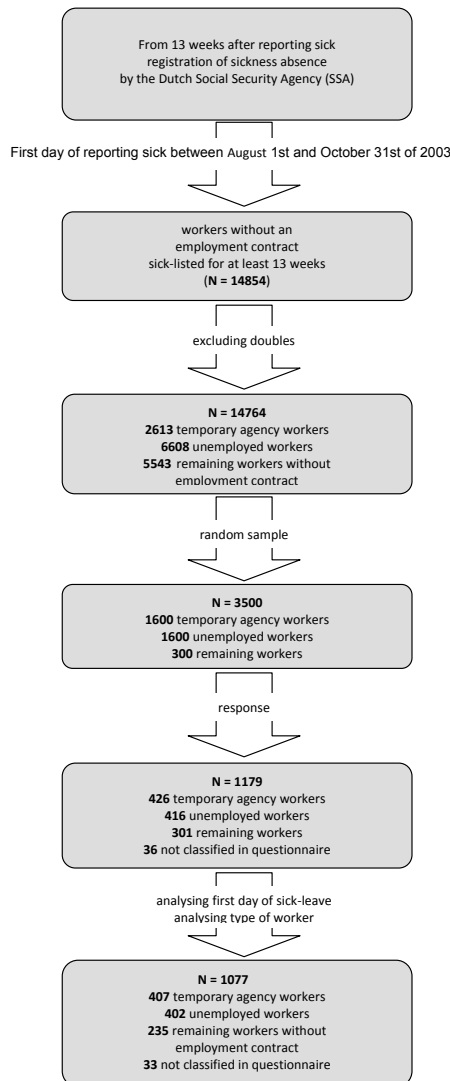 From 13 weeks after reporting sick
registration of sickness absence
by the Dutch Social Security Agency (SSA)
First day of reporting sick between August 1st and October 31st of 2003
workers without an
employment contract
sick-listed for at least 13 weeks
(N = 14854)
excluding doubles
N = 14764
2613 temporary agency workers
6608 unemployed workers
5543 remaining workers without
employment contract
random sample
N = 3500
1600 temporary agency workers
1600 unemployed workers
300 remaining workers
response
N = 1179
426 temporary agency workers
416 unemployed workers
301 remaining workers
36 not classified in questionnaire
analysing first day of sick-leave
analysing type of worker
N = 1077
407 temporary agency workers
402 unemployed workers
235 remaining workers without
employment contract
33 not classified in questionnaire